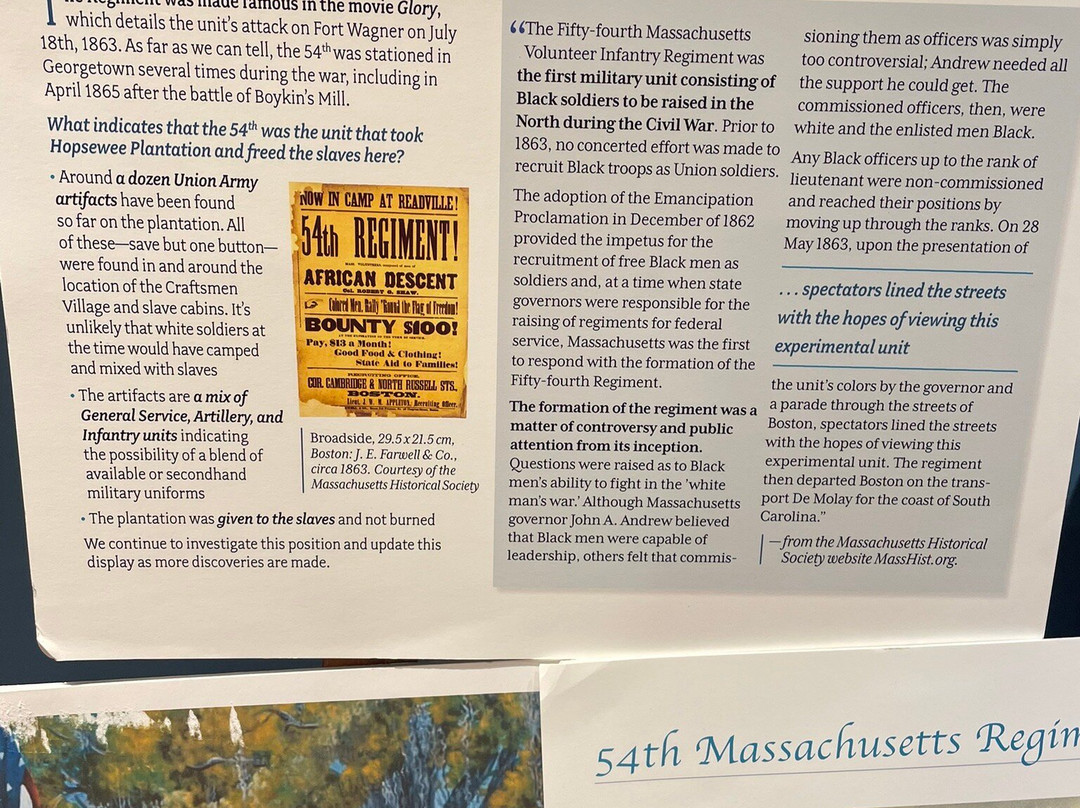 Regiment was made famous in the movie Glory,
which details the unit's attack on Fort Wagner on July
18th, 1863. As far as we can tell, the 54th was stationed in
Georgetown several times during the war, including in
April 1865 after the battle of Boykin's Mill.
What indicates that the 54th was the unit that took
Hopsewee Plantation and freed the slaves here?
• Around a dozen Union Army
artifacts have been found
so far on the plantation. All
of these—save but one button—
were found in and around the
location of the Craftsmen
Village and slave cabins. It's
unlikely that white soldiers at
the time would have camped
and mixed with slaves
• The artifacts are a mix of
General Service, Artillery, and
Infantry units indicating
the possibility of a blend of
available or secondhand
military uniforms
• The plantation was given to the slaves and not burned
We continue to investigate this position and update this
display as more discoveries are made.
NOW IN CAMP AT READVILLE!
54th REGIMENT!
AFRICAN DESCENT
Col. ROBERT G. SHAW.
Colored Men, Rally 'Round the Flag of Freedom!
BOUNTY $100!
Pay, $13 a Month!
Good Food & Clothing!
State Aid to Families!
RECRUITING OFFICE,
COR. CAMBRIDGE & NORTH RUSSELL STS.,
BOSTON.
Lieut. J. W. M. APPLETON, Recruiting Officer.
Broadside, 29.5 x 21.5 cm,
Boston: J. E. Farwell & Co.,
circa 1863. Courtesy of the
Massachusetts Historical Society
“The Fifty-fourth Massachusetts
Volunteer Infantry Regiment was
the first military unit consisting of
Black soldiers to be raised in the
North during the Civil War. Prior to
1863, no concerted effort was made to
recruit Black troops as Union soldiers.
The adoption of the Emancipation
Proclamation in December of 1862
provided the impetus for the
recruitment of free Black men as
soldiers and, at a time when state
governors were responsible for the
raising of regiments for federal
service, Massachusetts was the first
to respond with the formation of the
Fifty-fourth Regiment.
The formation of the regiment was a
matter of controversy and public
attention from its inception.
Questions were raised as to Black
men's ability to fight in the 'white
man's war.' Although Massachusetts
governor John A. Andrew believed
that Black men were capable of
leadership, others felt that commis-
sioning them as officers was simply
too controversial; Andrew needed all
the support he could get. The
commissioned officers, then, were
white and the enlisted men Black.
Any Black officers up to the rank of
lieutenant were non-commissioned
and reached their positions by
moving up through the ranks. On 28
May 1863, upon the presentation of
... spectators lined the streets
with the hopes of viewing this
experimental unit
the unit's colors by the governor and
a parade through the streets of
Boston, spectators lined the streets
with the hopes of viewing this
experimental unit. The regiment
then departed Boston on the trans-
port De Molay for the coast of South
Carolina.”
—from the Massachusetts Historical
Society website MassHist.org.
54th Massachusetts Regim